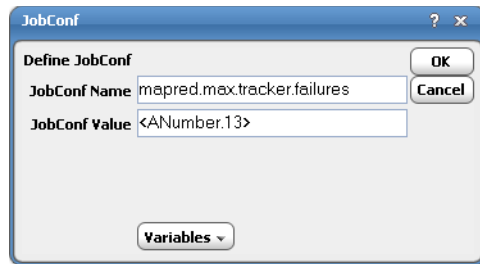 JobConf
? ×
Define JobConf
OK
JobConf Name mapred.max.tracker.failures
Cancel
JobConf Value <ANumber.13>
Variables